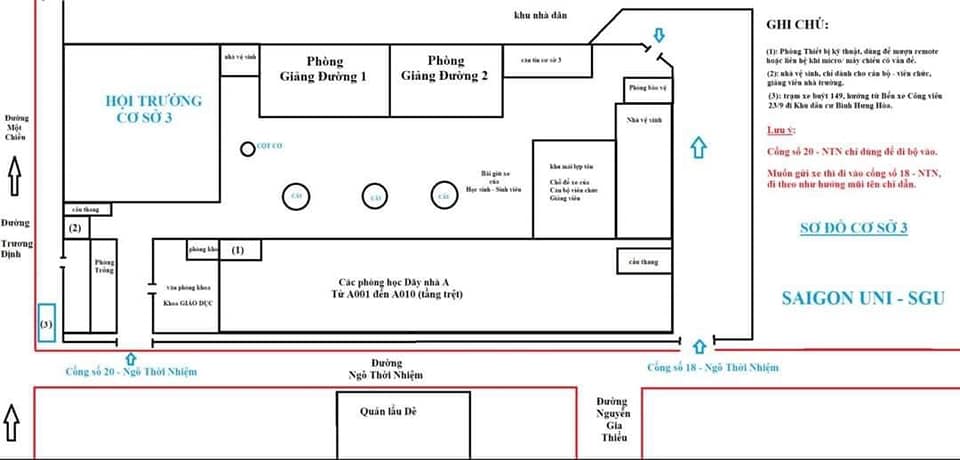 khu nhà dân
GHI CHÚ:
(1): Phòng Thiết bị kỹ thuật, dùng để mượn remote
hoặc liên hệ khi micro/ máy chiếu có vấn đề.
(2): nhà vệ sinh, chỉ dành cho cán bộ - viên chức,
giảng viên nhà trường.
(3): trạm xe buýt 149, hướng từ Bến xe Công viên
23/9 đi Khu dân cư Bình Hưng Hòa.
Lưu ý:
Cổng số 20 - NTN chỉ dùng để đi bộ vào.
Muốn gửi xe thì đi vào cổng số 18 - NTN,
đi theo như hướng mũi tên chỉ dẫn.
SƠ ĐỒ CƠ SỞ 3
SAIGON UNI - SGU
nhà vệ sinh
Phòng
Giảng Đường 1
Phòng
Giảng Đường 2
căn tin cơ sở 3
Phòng bảo vệ
Nhà vệ sinh
HỘI TRƯỜNG
CƠ SỞ 3
CỘT CỜ
Đường
Một
Chiều
Đường
Trương
Định
Bãi giữ xe
của
Học sinh - Sinh viên
khu mái lợp tôn
Chỗ để xe của
Cán bộ viên chức
Giảng viên
CÂY
CÂY
CÂY
cầu thang
(2)
Phòng
Trống
phòng kho
(1)
văn phòng khoa
Khoa GIÁO DỤC
Các phòng học Dãy nhà A
Từ A001 đến A010 (tầng trệt)
cầu thang
(3)
Cổng số 20 - Ngô Thời Nhiệm
Đường
Ngô Thời Nhiệm
Cổng số 18 - Ngô Thời Nhiệm
Quán lẩu Dê
Đường
Nguyễn
Gia
Thiều